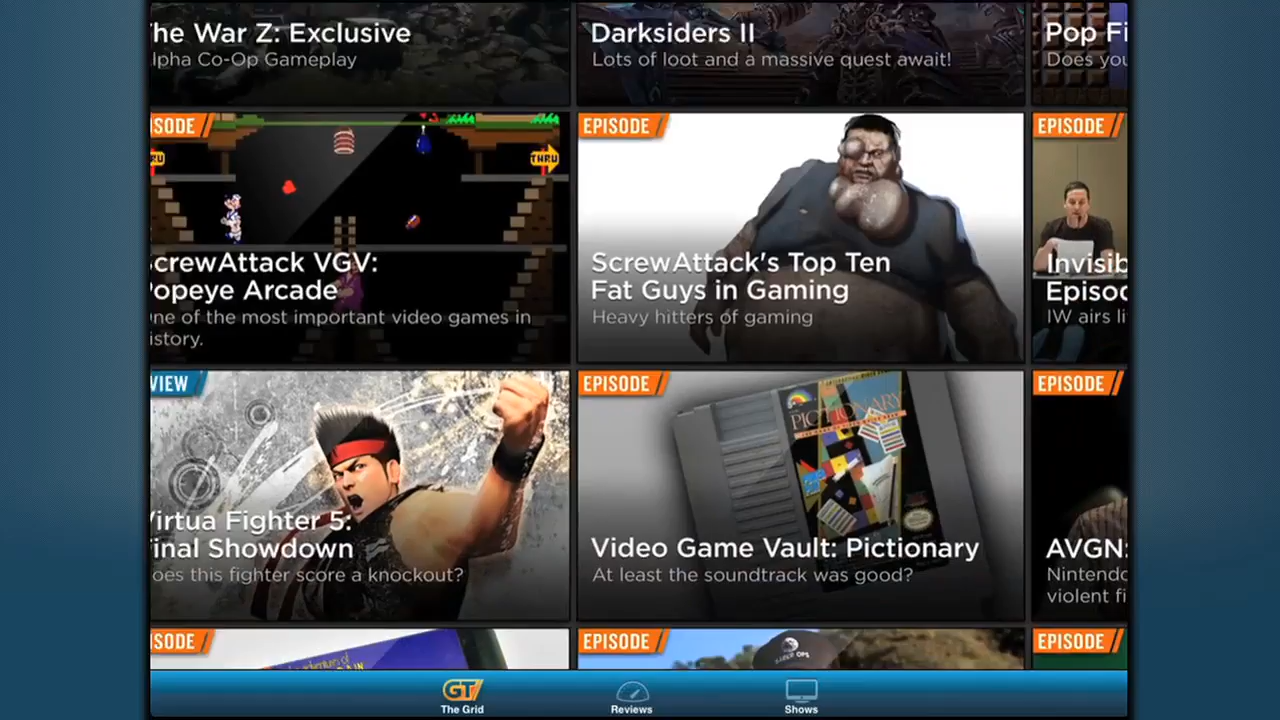 he War Z: Exclusive
lpha Co-Op Gameplay
Darksiders II
Lots of loot and a massive quest await!
Pop Fi
Does you
SODE
THRU
RU
crewAttack VGV:
opeye Arcade
ne of the most important video games in
istory.
EPISODE
ScrewAttack's Top Ten
Fat Guys in Gaming
Heavy hitters of gaming
EPISODE
Invisib
Episod
IW airs li
VIEW
irtua Fighter 5:
inal Showdown
oes this fighter score a knockout?
EPISODE
PICTIONARY
Video Game Vault: Pictionary
At least the soundtrack was good?
EPISODE
AVGN:
Nintendo
violent fi
SODE
EPISODE
EPISODE
GT
The Grid
Reviews
Shows